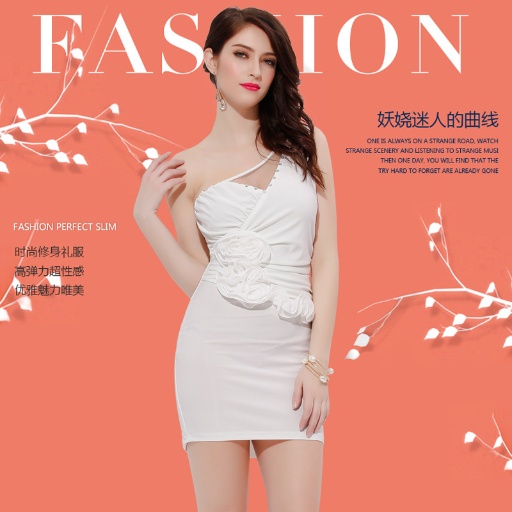 FASHION
妖娆迷人的曲线
ONE IS ALWAYS ON A STRANGE ROAD, WATCH
STRANGE SCENERY AND LISTENING TO STRANGE MUSI
THEN ONE DAY. YOU WILL FIND THAT THE
TRY HARD TO FORGET ARE ALREADY GONE
FASHION PERFECT SLIM
时尚修身礼服
高弹力超性感
优雅魅力唯美